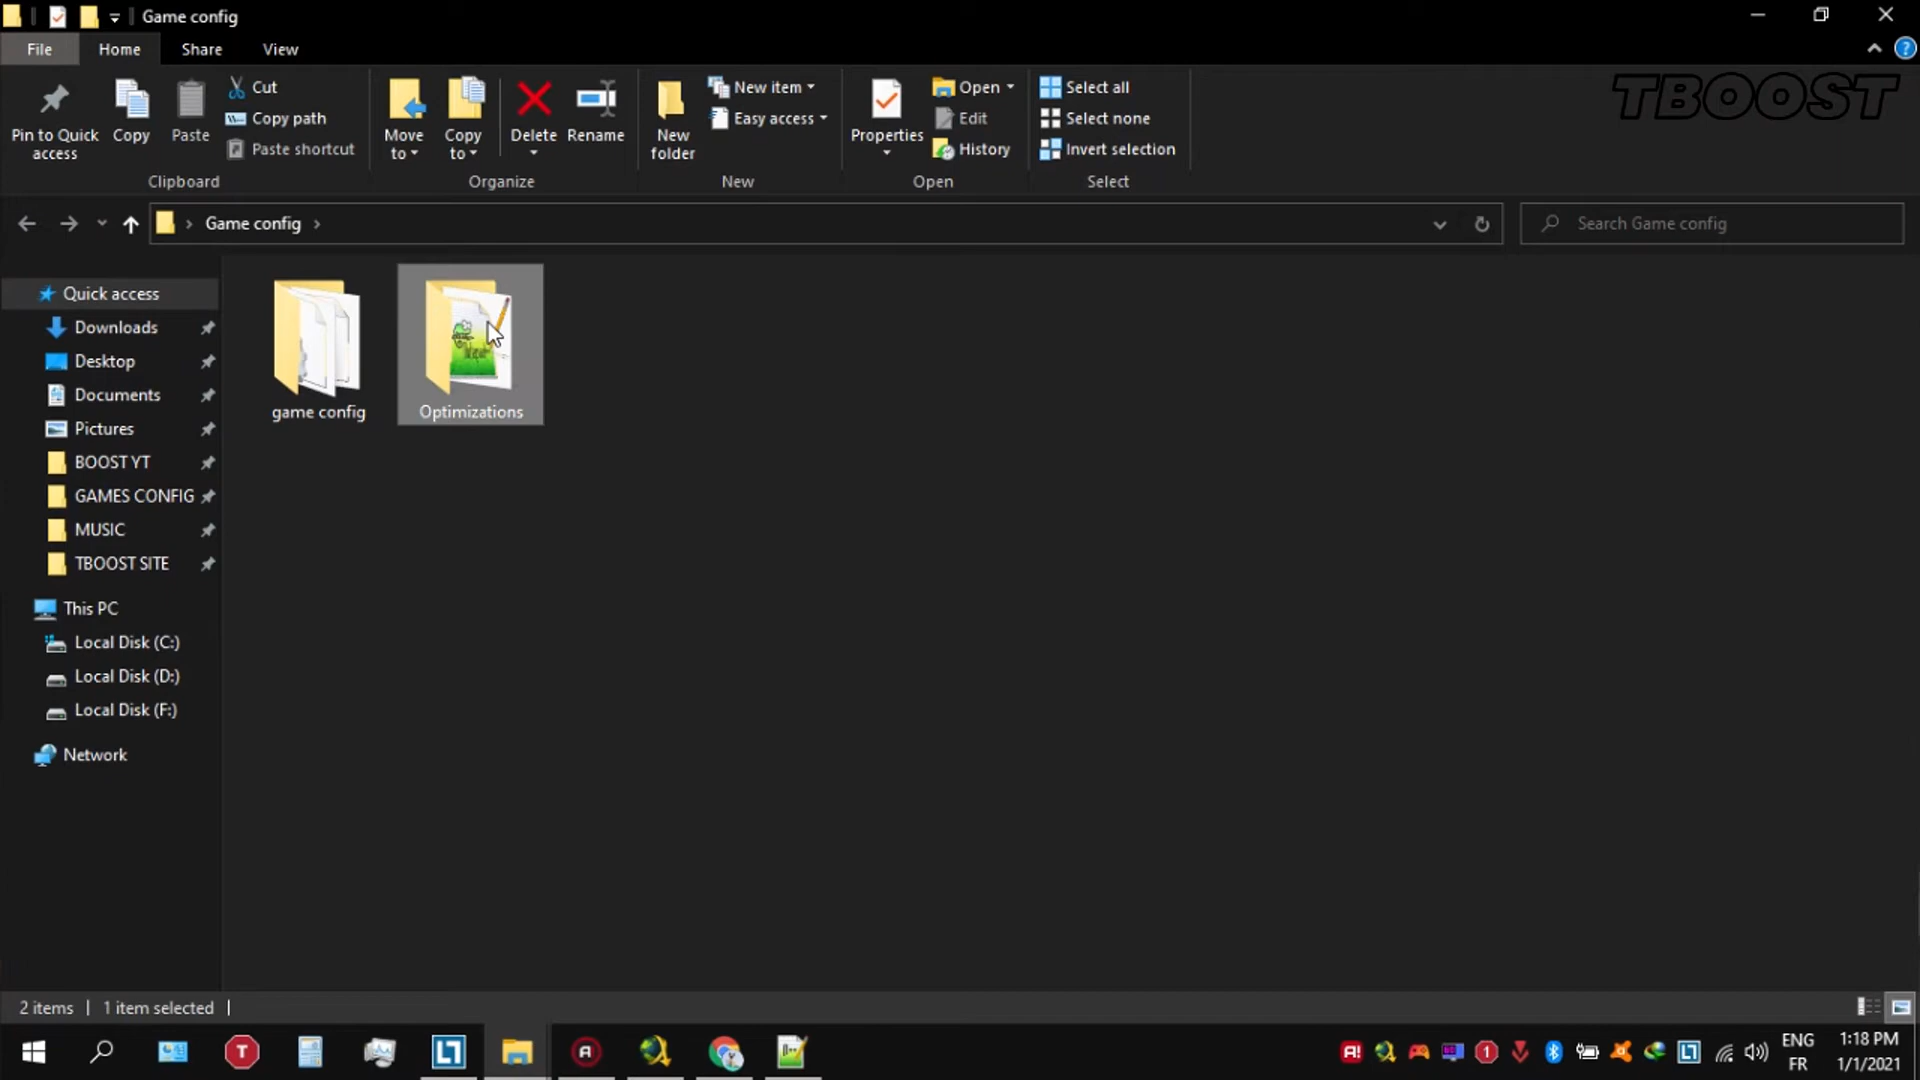 Game config
File Home Share View
Pin to Quick access
Copy
Paste
Cut
Copy path
Paste shortcut
Clipboard
Move to
Copy to
Delete
Rename
Organize
New folder
New item
Easy access
New
Properties
Open
Edit
History
Open
Select all
Select none
Invert selection
Select
TBOOST
Game config
Search Game config
Quick access
Downloads
Desktop
Documents
Pictures
BOOST YT
GAMES CONFIG
MUSIC
TBOOST SITE
This PC
Local Disk (C:)
Local Disk (D:)
Local Disk (F:)
Network
game config
Optimizations
2 items
1 item selected
ENG
FR
1:18 PM
1/1/2021